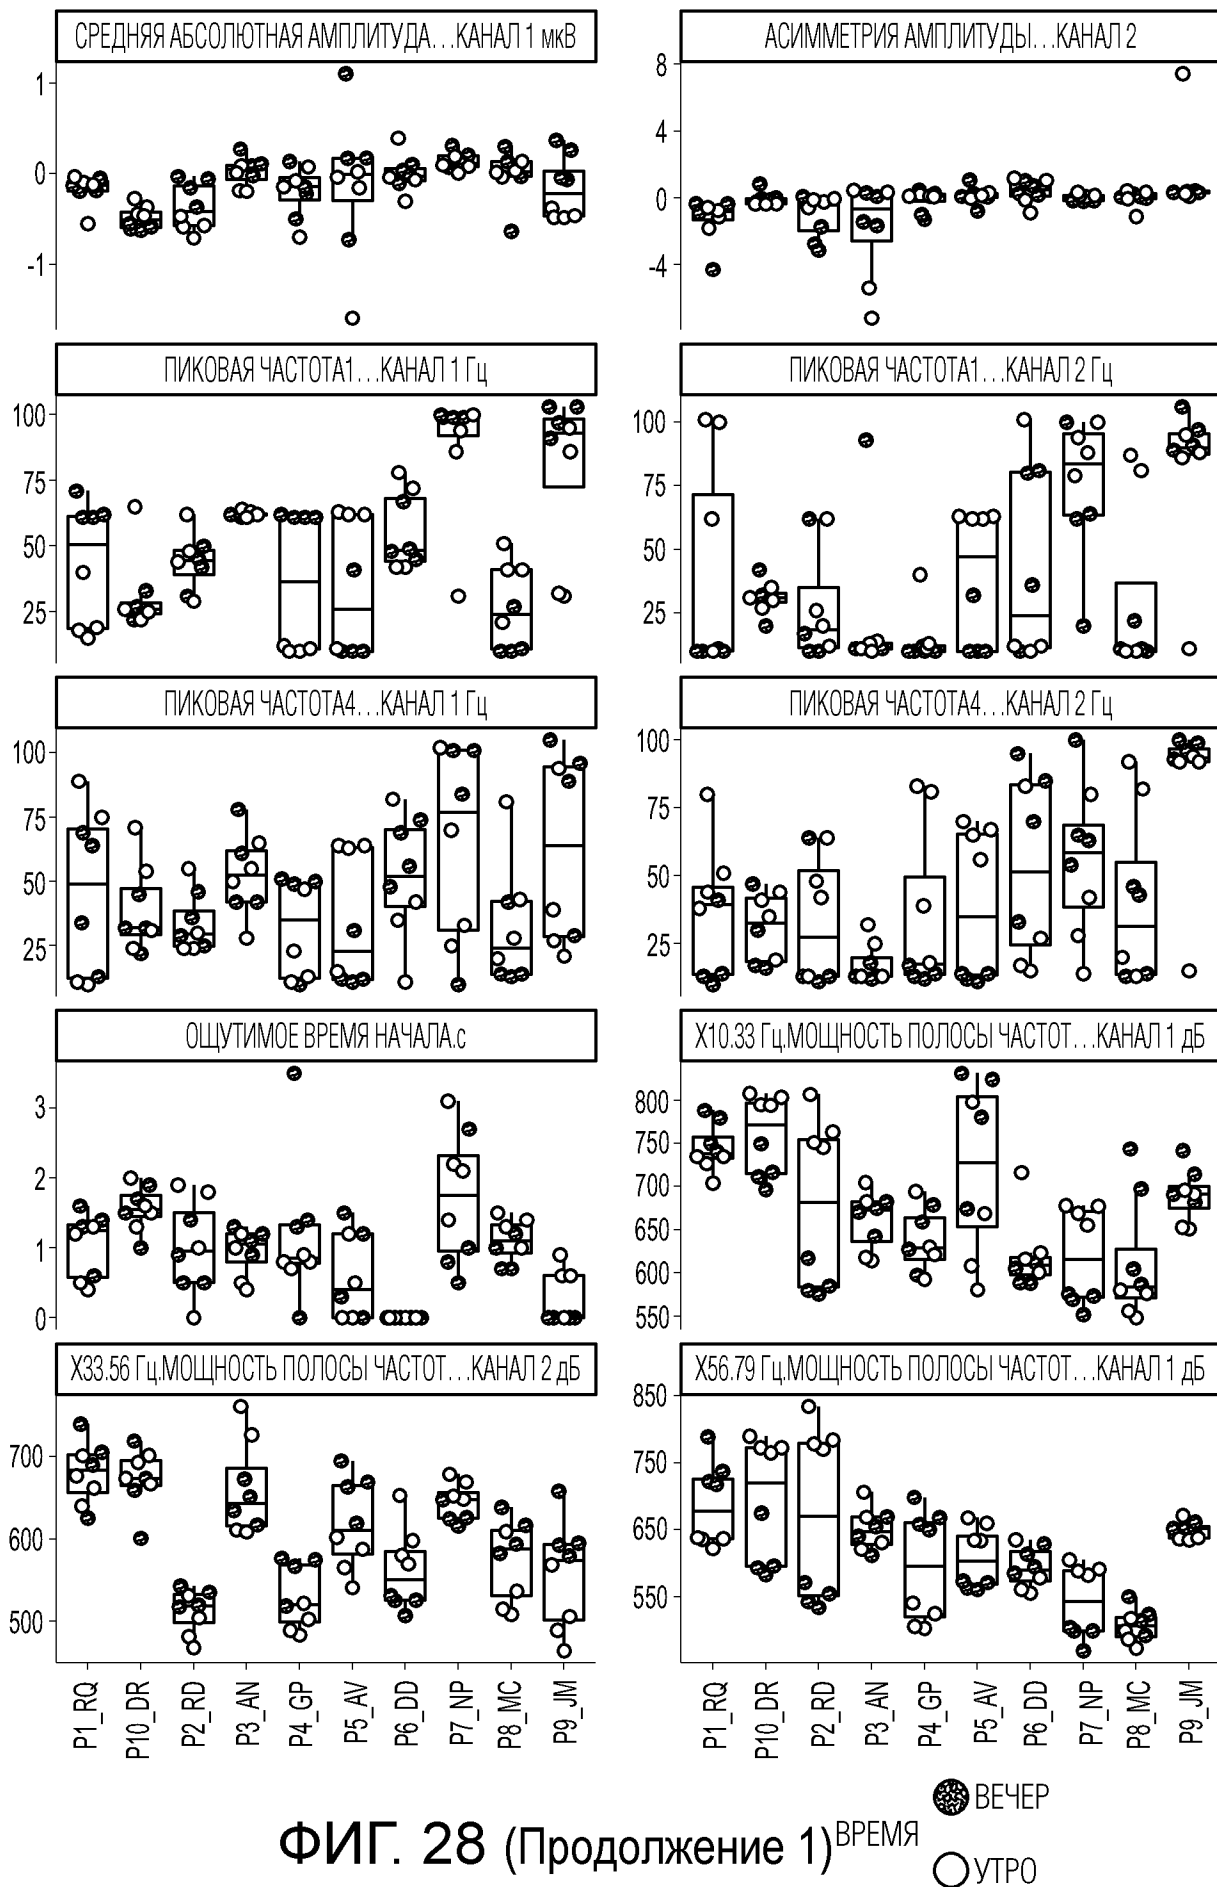 СРЕДНЯЯ АБСОЛЮТНАЯ АМПЛИТУДА...КАНАЛ 1 мкВ
АСИММЕТРИЯ АМПЛИТУДЫ...КАНАЛ 2
1
0
-1
8
4
0
-4
ПИКОВАЯ ЧАСТОТА1...КАНАЛ 1 Гц
ПИКОВАЯ ЧАСТОТА1...КАНАЛ 2 Гц
100
75
50
25
100
75
50
25
ПИКОВАЯ ЧАСТОТА4...КАНАЛ 1 Гц
ПИКОВАЯ ЧАСТОТА4...КАНАЛ 2 Гц
100
75
50
25
100
75
50
25
ОЩУТИМОЕ ВРЕМЯ НАЧАЛА.с
X10.33 Гц.МОЩНОСТЬ ПОЛОСЫ ЧАСТОТ...КАНАЛ 1 дБ
3
2
1
0
800
750
700
650
600
550
X33.56 Гц.МОЩНОСТЬ ПОЛОСЫ ЧАСТОТ...КАНАЛ 2 дБ
X56.79 Гц.МОЩНОСТЬ ПОЛОСЫ ЧАСТОТ...КАНАЛ 1 дБ
700
600
500
850
750
650
550
P1_RQ
P10_DR
P2_RD
P3_AN
P4_GP
P5_AV
P6_DD
P7_NP
P8_MC
P9_JM
P1_RQ
P10_DR
P2_RD
P3_AN
P4_GP
P5_AV
P6_DD
P7_NP
P8_MC
P9_JM
ВЕЧЕР
ФИГ. 28 (Продолжение 1) ВРЕМЯ
УТРО